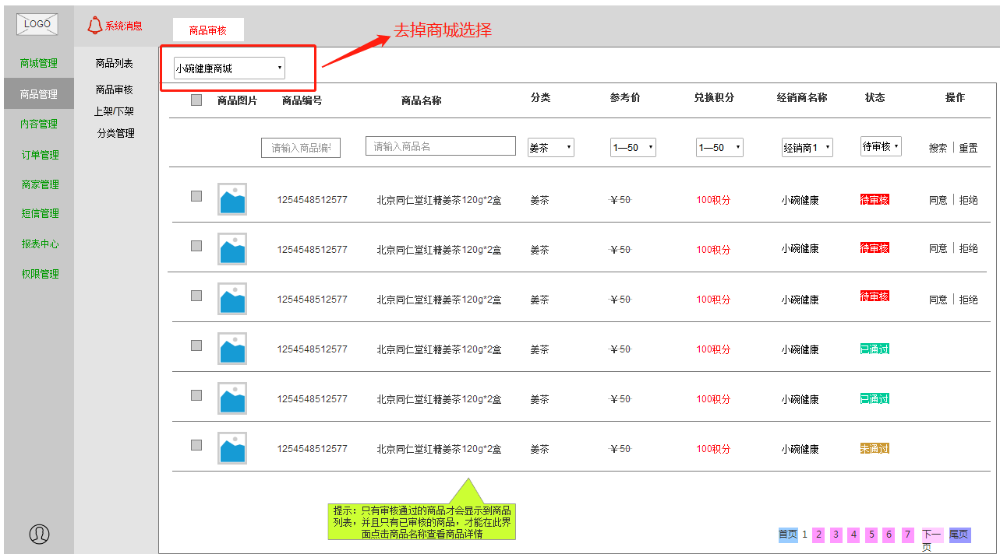 LOGO
系统消息
商品审核
去掉商城选择
商城管理
商品管理
内容管理
订单管理
商家管理
短信管理
报表中心
权限管理
商品列表
商品审核
上架/下架
分类管理
小碗健康商城
商品图片 商品编号 商品名称 分类 参考价 兑换积分 经销商名称 状态 操作
请输入商品编号 请输入商品名 姜茶 1—50 1—50 经销商1 待审核 搜索 | 重置
1254548512577 北京同仁堂红糖姜茶120g*2盒 姜茶 ￥50 100积分 小碗健康 待审核 同意 | 拒绝
1254548512577 北京同仁堂红糖姜茶120g*2盒 姜茶 ￥50 100积分 小碗健康 待审核 同意 | 拒绝
1254548512577 北京同仁堂红糖姜茶120g*2盒 姜茶 ￥50 100积分 小碗健康 待审核 同意 | 拒绝
1254548512577 北京同仁堂红糖姜茶120g*2盒 姜茶 ￥50 100积分 小碗健康 已通过
1254548512577 北京同仁堂红糖姜茶120g*2盒 姜茶 ￥50 100积分 小碗健康 已通过
1254548512577 北京同仁堂红糖姜茶120g*2盒 姜茶 ￥50 100积分 小碗健康 未通过
提示：只有审核通过的商品才会显示到商品
列表，并且只有已审核的商品，才能在此界
面点击商品名称查看商品详情
首页 1 2 3 4 5 6 7 下一 尾页
页